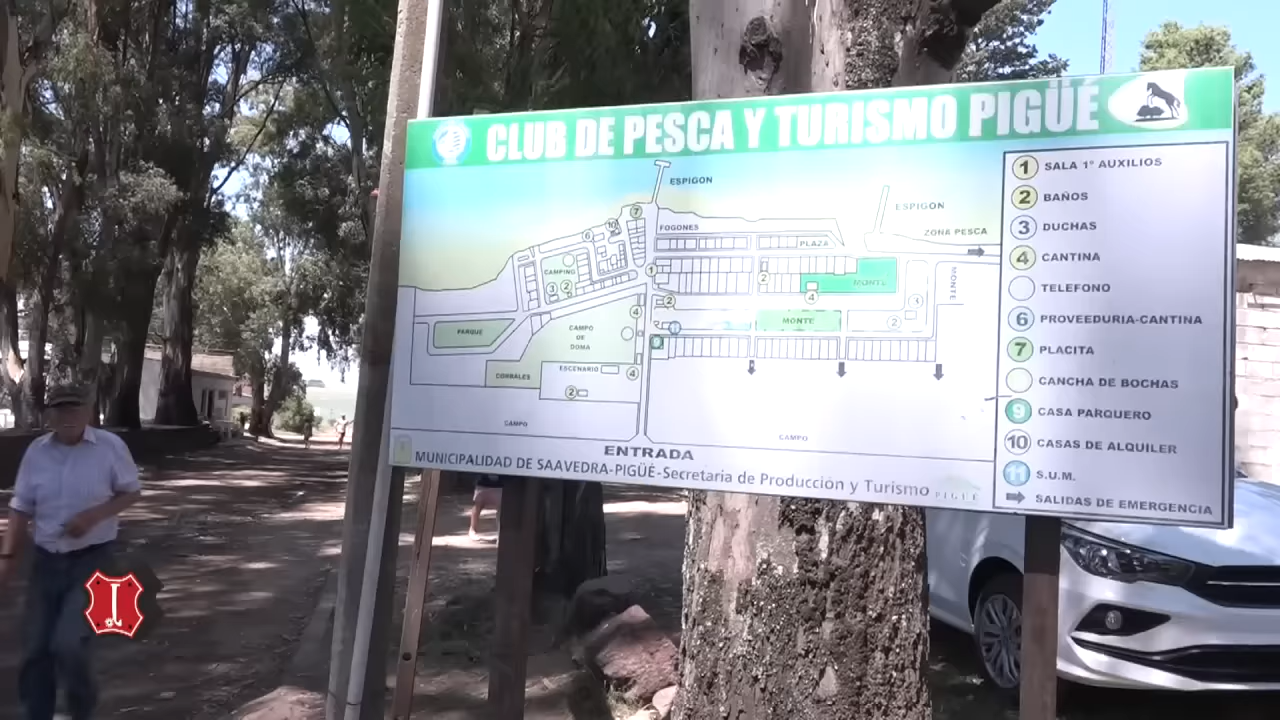 CLUB DE PESCA Y TURISMO PIGÜÉ
ESPIGON
ESPIGON
FOGONES
PLAZA
ZONA PESCA
CAMPING
MONTE
MONTE
MONTE
PARQUE
CAMPO
DE
DOMA
ESCENARIO
CORRALES
CAMPO
CAMPO
ENTRADA
MUNICIPALIDAD DE SAAVEDRA-PIGÜÉ-Secretaria de Producción y Turismo
PIGÜÉ
1 SALA 1º AUXILIOS
2 BAÑOS
3 DUCHAS
4 CANTINA
TELEFONO
6 PROVEEDURIA-CANTINA
7 PLACITA
CANCHA DE BOCHAS
9 CASA PARQUERO
10 CASAS DE ALQUILER
11 S.U.M.
SALIDAS DE EMERGENCIA